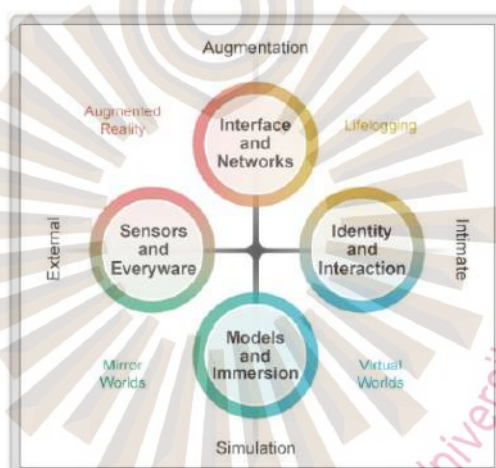 Augmentation
Augmented
Reality
Interface
and
Networks
Lifelogging
External
Sensors
and
Everyware
Identity
and
Interaction
Intimate
Mirror
Worlds
Models
and
Immersion
Virtual
Worlds
Simulation